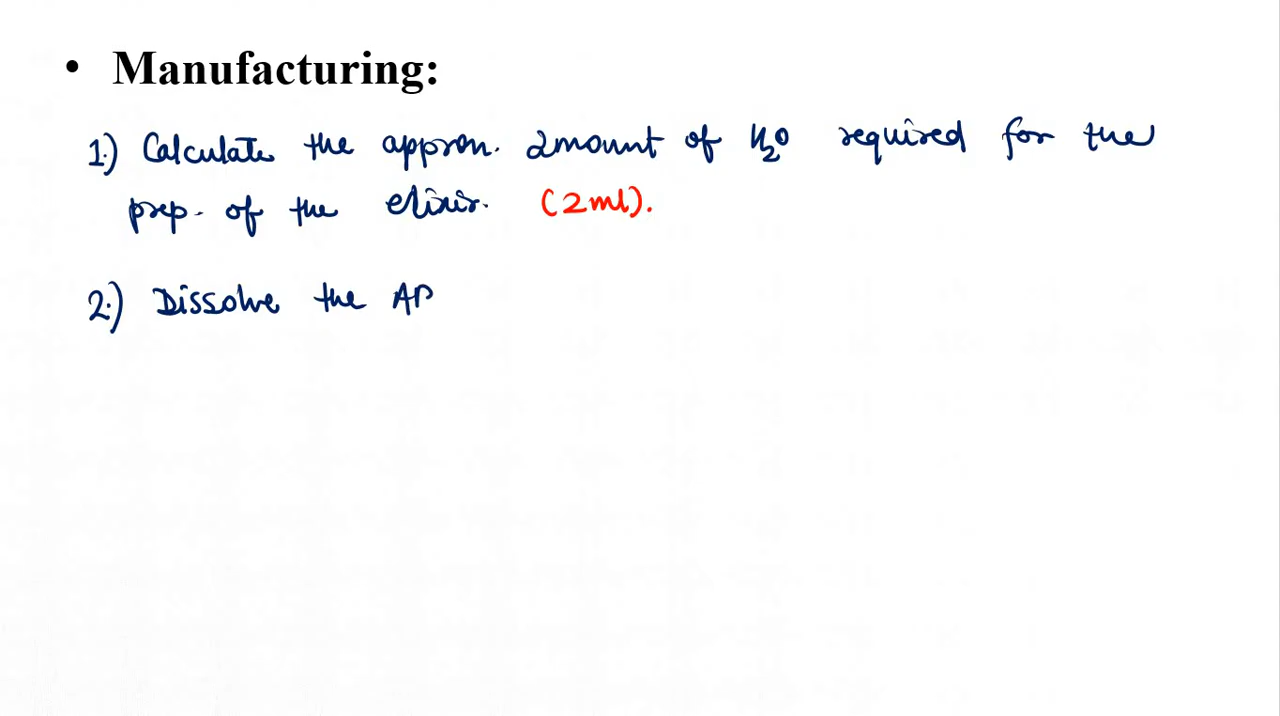 • Manufacturing:
1.) Calculate the approx. amount of H₂O required for the
prep. of the elixir. (2ml).
2.) Dissolve the AP